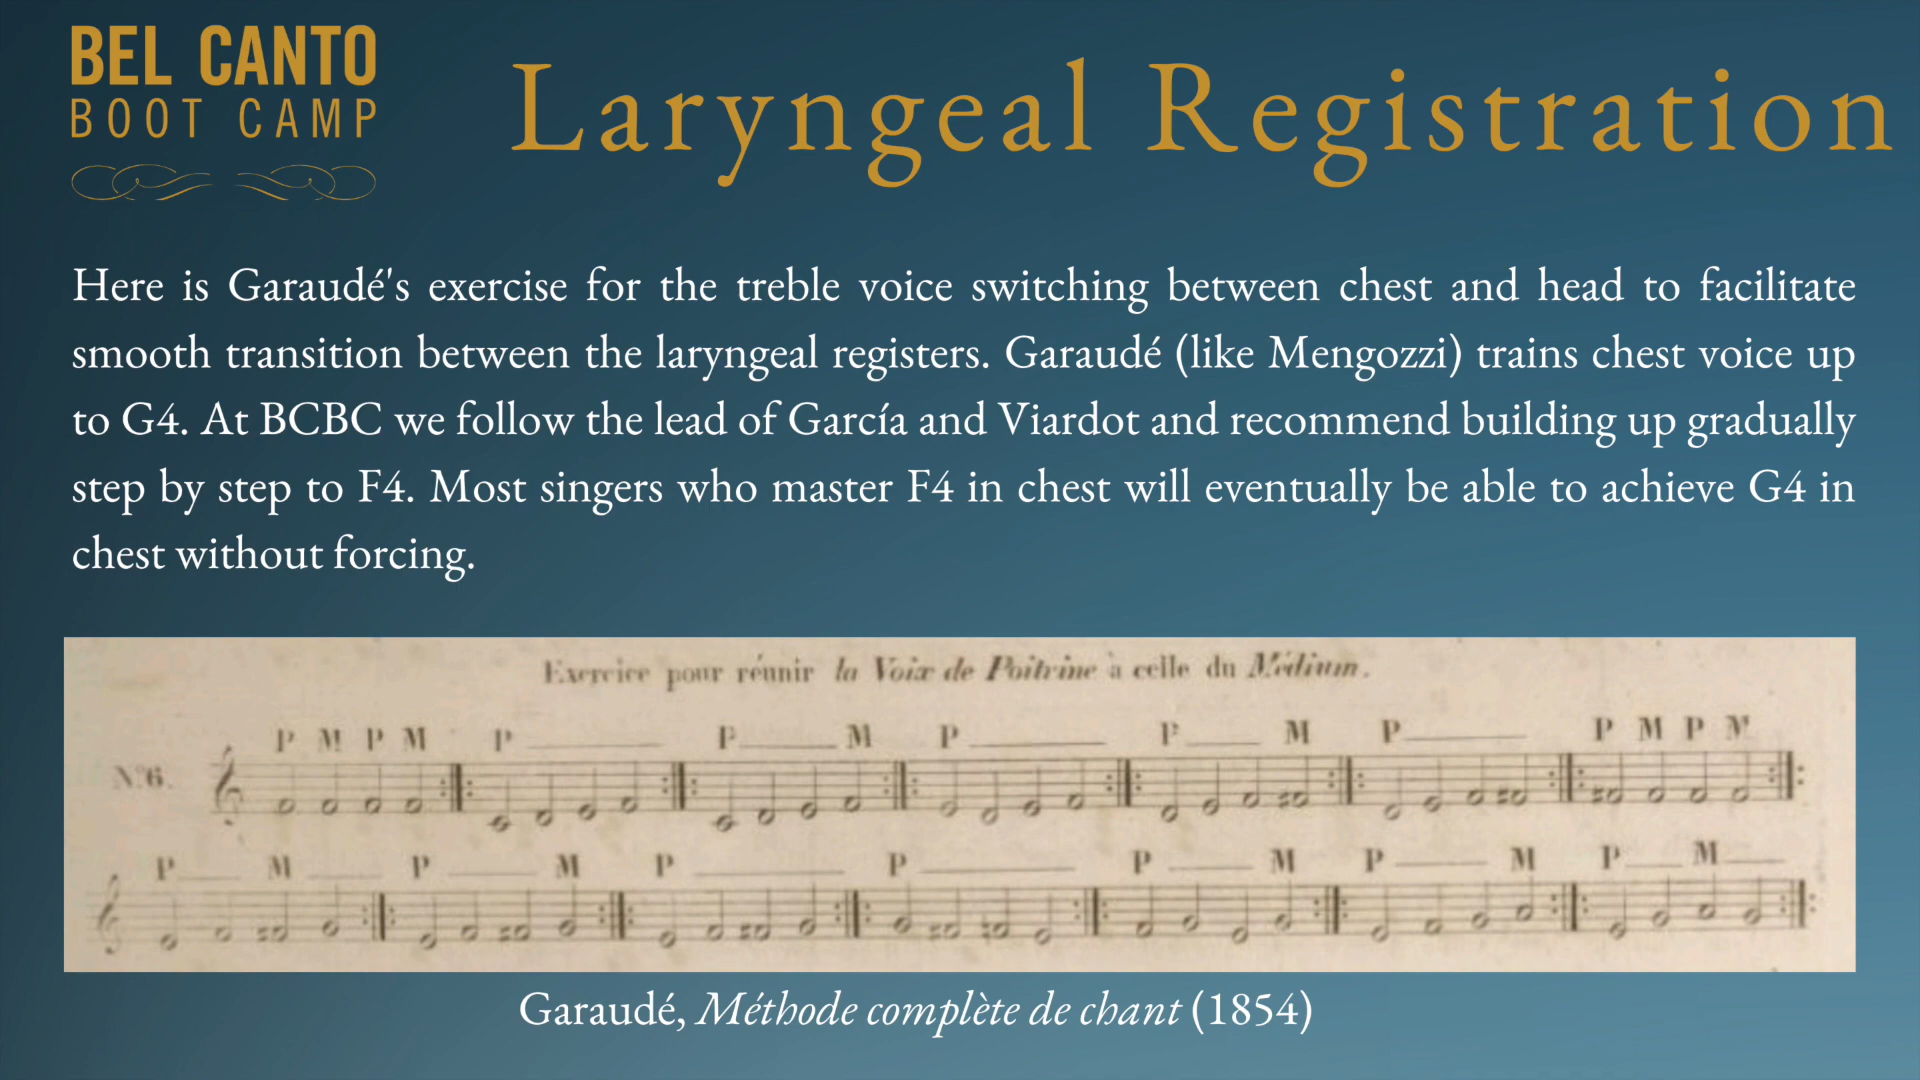 BEL CANTO
BOOT CAMP
Laryngeal Registration
Here is Garaudé's exercise for the treble voice switching between chest and head to facilitate
smooth transition between the laryngeal registers. Garaudé (like Mengozzi) trains chest voice up
to G4. At BCBC we follow the lead of García and Viardot and recommend building up gradually
step by step to F4. Most singers who master F4 in chest will eventually be able to achieve G4 in
chest without forcing.
Exercice pour réunir la Voix de Poitrine à celle du Médium.
P M P M P P M P P M P P M P M
N.º 6.
P M P M P P P M P M P M
Garaudé, Méthode complète de chant (1854)